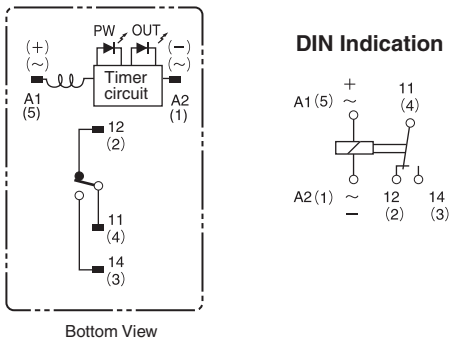 PW OUT
(+) (−)
(~) (~)
Timer
circuit
A1 A2
(5) (1)
12
(2)
11
(4)
14
(3)
Bottom View
DIN Indication
+ 11
A1(5) ~ (4)
A2(1) ~ 12 14
− (2) (3)